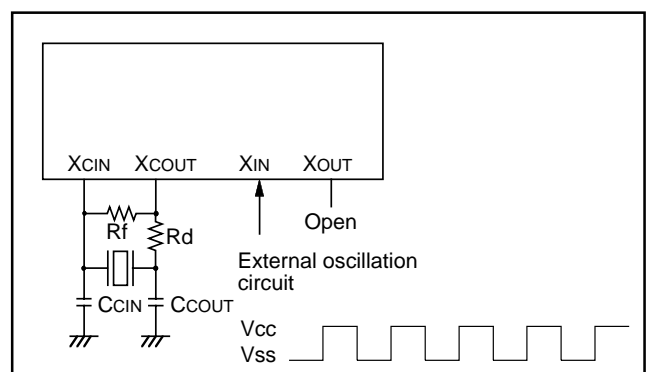 XCIN XCOUT XIN XOUT
Rf
Rd
Open
External oscillation
circuit
CCIN CCOUT
Vcc
Vss